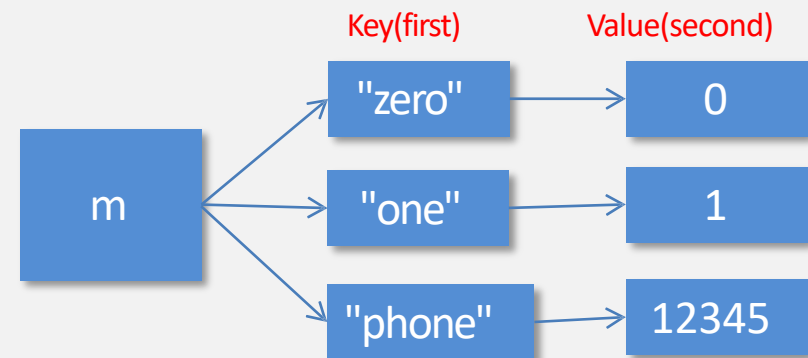 Key(first) Value(second)
"zero" 0
m
"one" 1
"phone" 12345